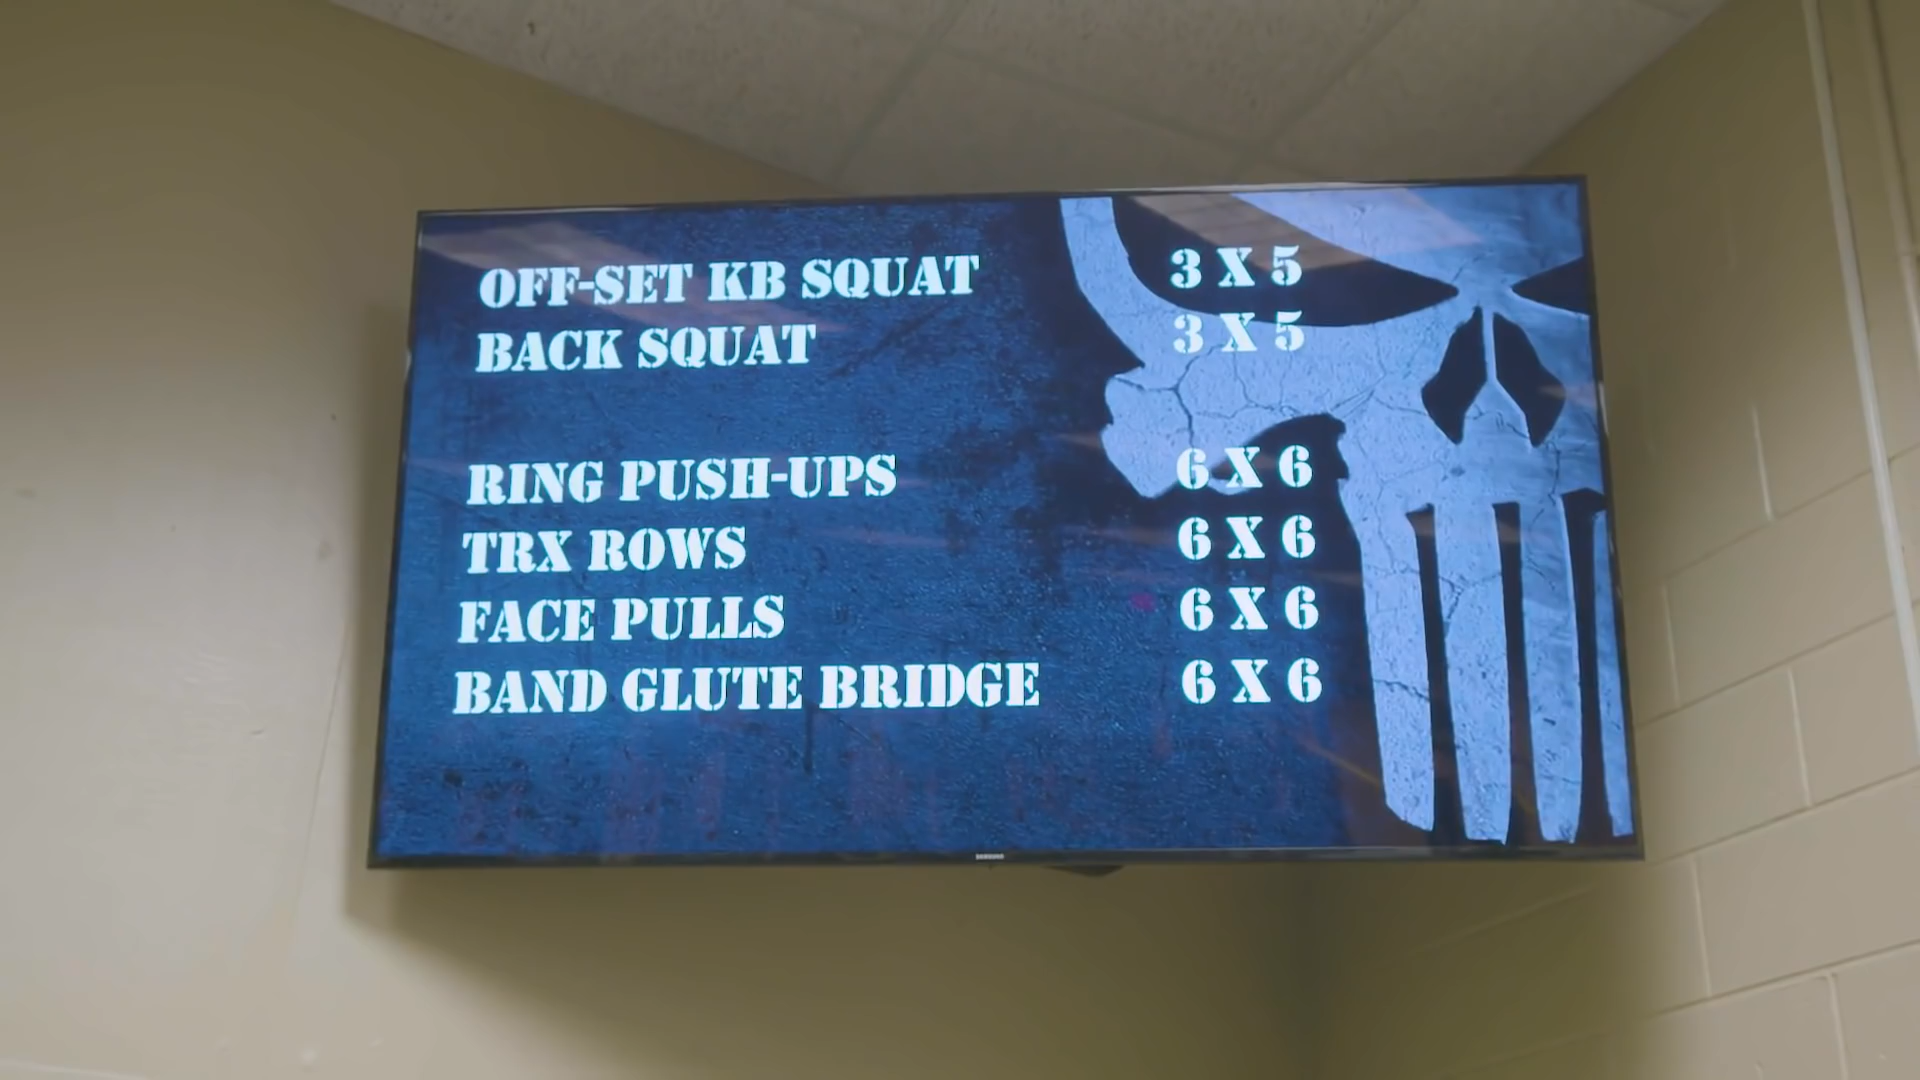 OFF-SET KB SQUAT 3 X 5
BACK SQUAT 3 X 5
RING PUSH-UPS 6 X 6
TRX ROWS 6 X 6
FACE PULLS 6 X 6
BAND GLUTE BRIDGE 6 X 6
SAMSUNG